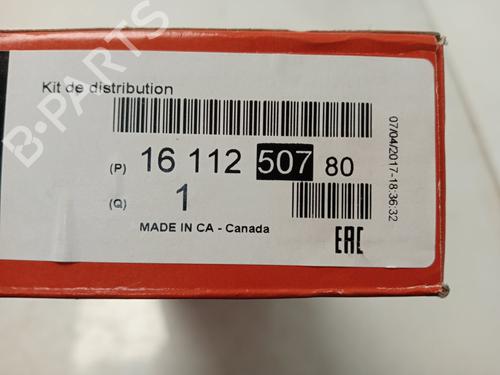 B-PARTS
Kit de distribution
(P) 16 112 507 80
(Q) 1
MADE IN CA - Canada
EAC
07/04/2017-18:36:32